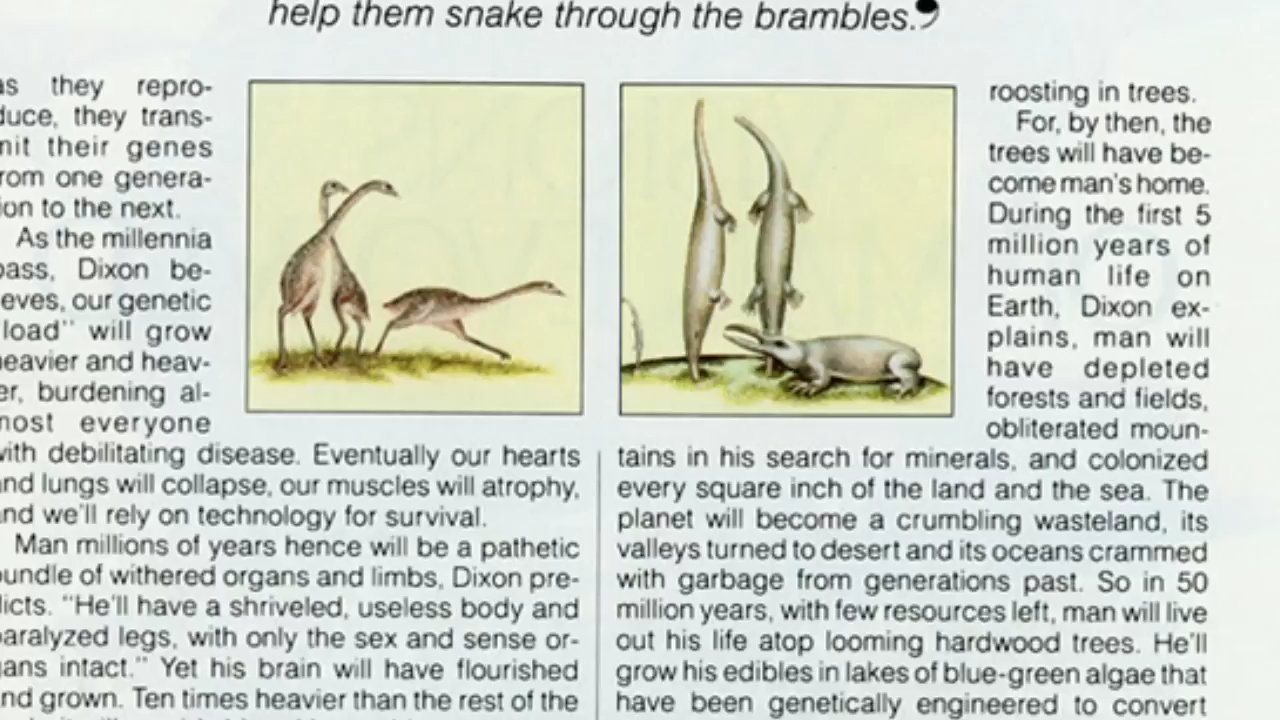 help them snake through the brambles.❜
as they repro-
duce, they trans-
mit their genes
from one genera-
tion to the next.
As the millennia
pass, Dixon be-
lieves, our genetic
"load" will grow
heavier and heav-
ier, burdening al-
most everyone
with debilitating disease. Eventually our hearts
and lungs will collapse, our muscles will atrophy,
and we'll rely on technology for survival.
Man millions of years hence will be a pathetic
bundle of withered organs and limbs, Dixon pre-
dicts. "He'll have a shriveled, useless body and
paralyzed legs, with only the sex and sense or-
gans intact." Yet his brain will have flourished
and grown. Ten times heavier than the rest of the
roosting in trees.
For, by then, the
trees will have be-
come man's home.
During the first 5
million years of
human life on
Earth, Dixon ex-
plains, man will
have depleted
forests and fields,
obliterated moun-
tains in his search for minerals, and colonized
every square inch of the land and the sea. The
planet will become a crumbling wasteland, its
valleys turned to desert and its oceans crammed
with garbage from generations past. So in 50
million years, with few resources left, man will live
out his life atop looming hardwood trees. He'll
grow his edibles in lakes of blue-green algae that
have been genetically engineered to convert